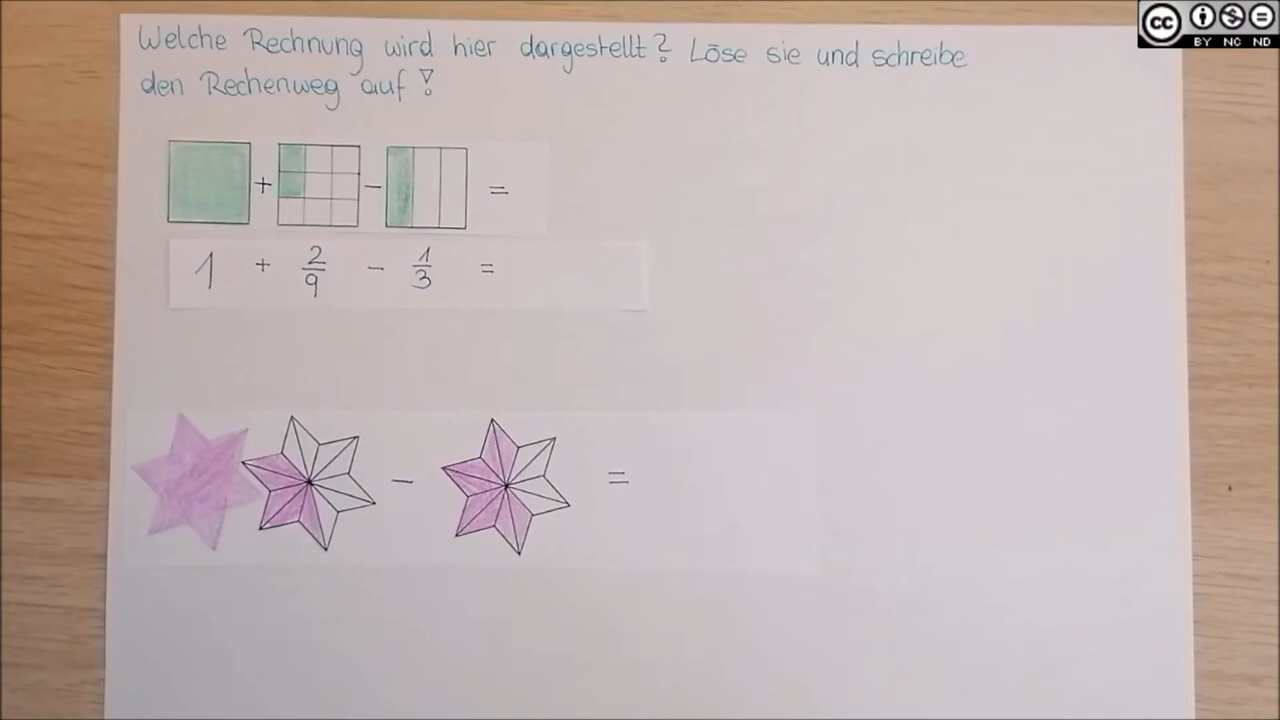 Welche Rechnung wird hier dargestellt? Löse sie und schreibe
den Rechenweg auf!
+ - =
1 + 2/9 - 1/3 =
- =
cc BY NC ND